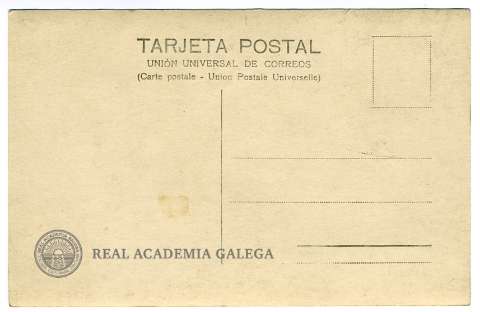 TARJETA POSTAL
UNIÓN UNIVERSAL DE CORREOS
(Carte postale - Union Postale Universelle)
REAL ACADEMIA GALEGA